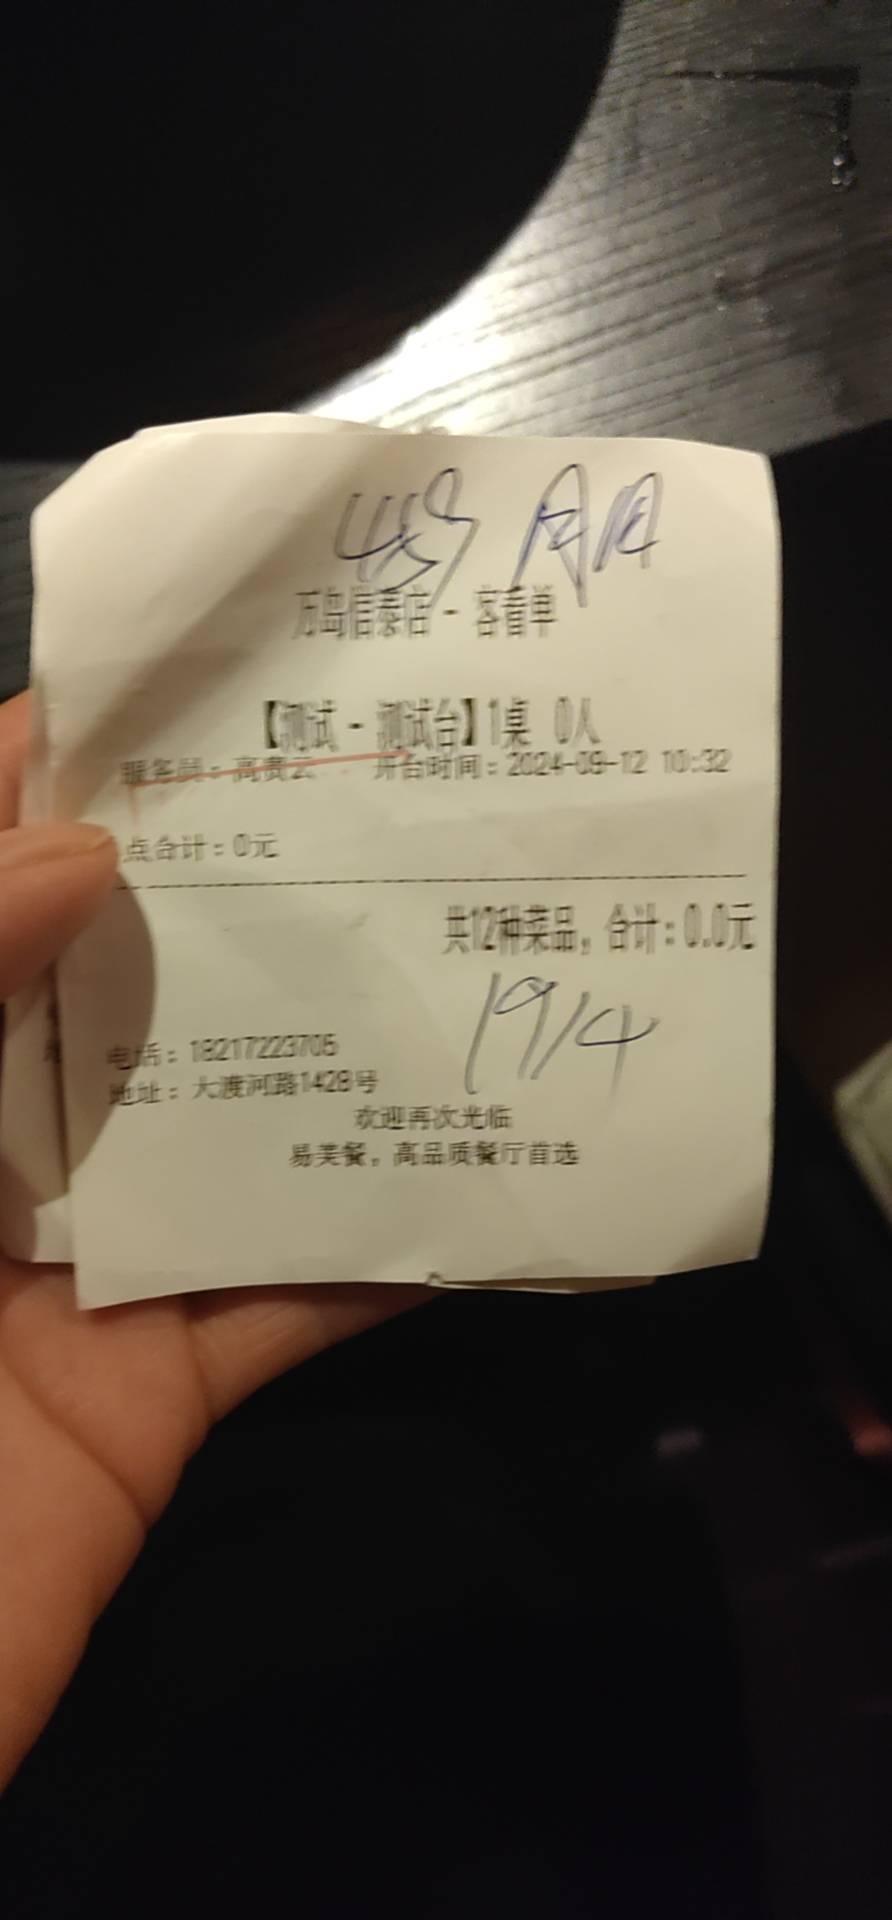 万岛信泰店 - 客看单
【测试 - 测试台】1桌 0人
服务员：高贵云 开台时间：2024-09-12 10:32
点合计：0元
共12种菜品，合计：0.0元
19/4
电话：18217223705
地址：大渡河路1428号
欢迎再次光临
易美餐，高品质餐厅首选